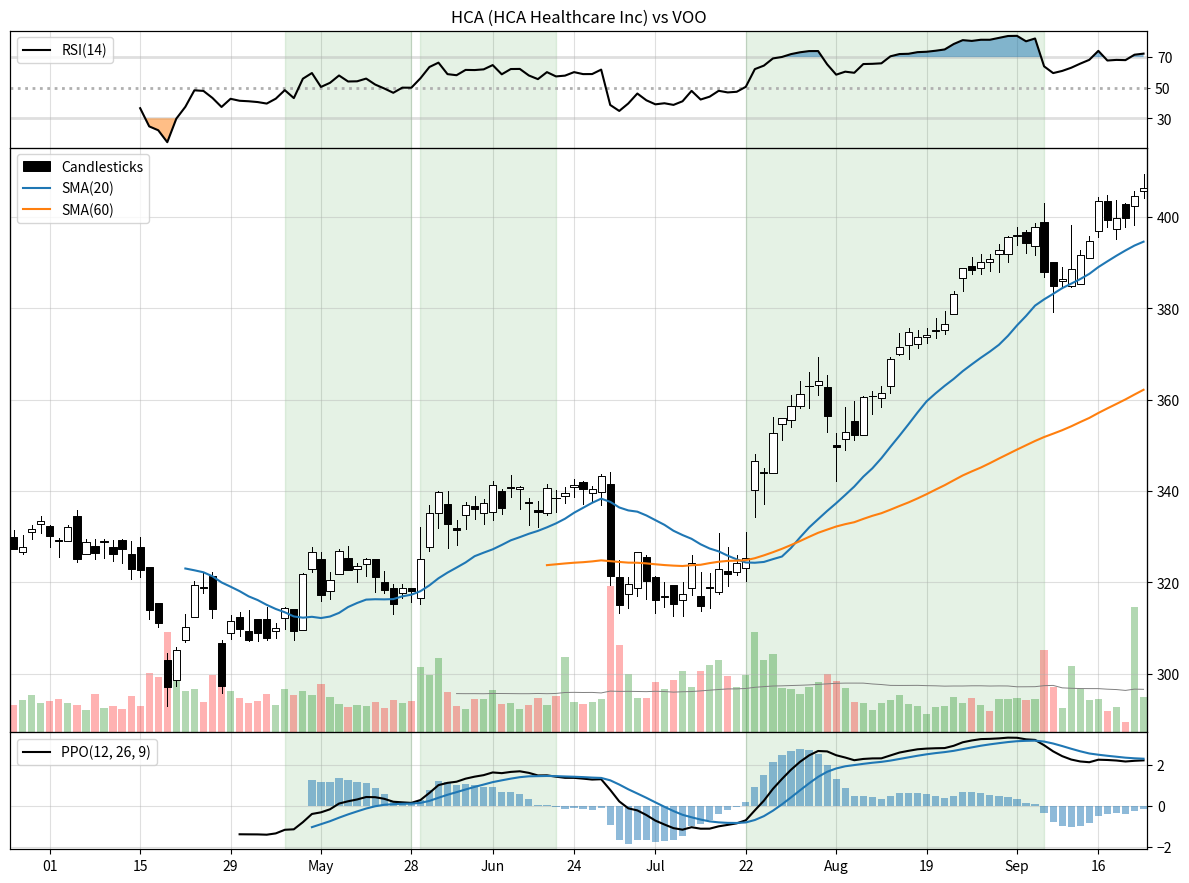 HCA (HCA Healthcare Inc) vs VOO
RSI(14)
70
50
30
Candlesticks
SMA(20)
SMA(60)
400
380
360
340
320
300
PPO(12, 26, 9)
2
0
−2
01 15 29 May 28 Jun 24 Jul 22 Aug 19 Sep 16